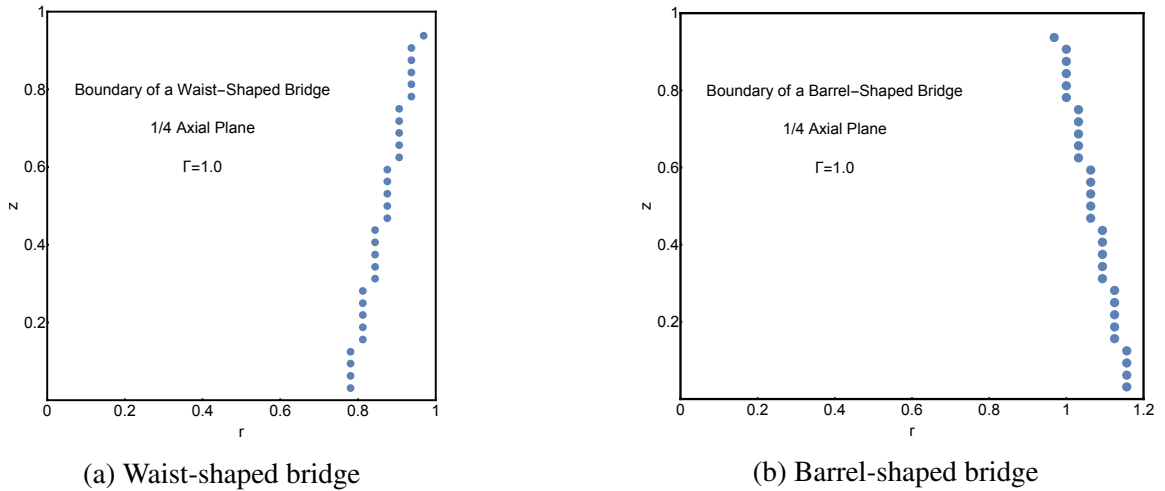 1
0.8
0.6
0.4
0.2
0
0.2
0.4
0.6
0.8
1
z
r
Boundary of a Waist−Shaped Bridge
1/4 Axial Plane
Γ=1.0
(a) Waist-shaped bridge
1
0.8
0.6
0.4
0.2
0
0.2
0.4
0.6
0.8
1
1.2
z
r
Boundary of a Barrel−Shaped Bridge
1/4 Axial Plane
Γ=1.0
(b) Barrel-shaped bridge